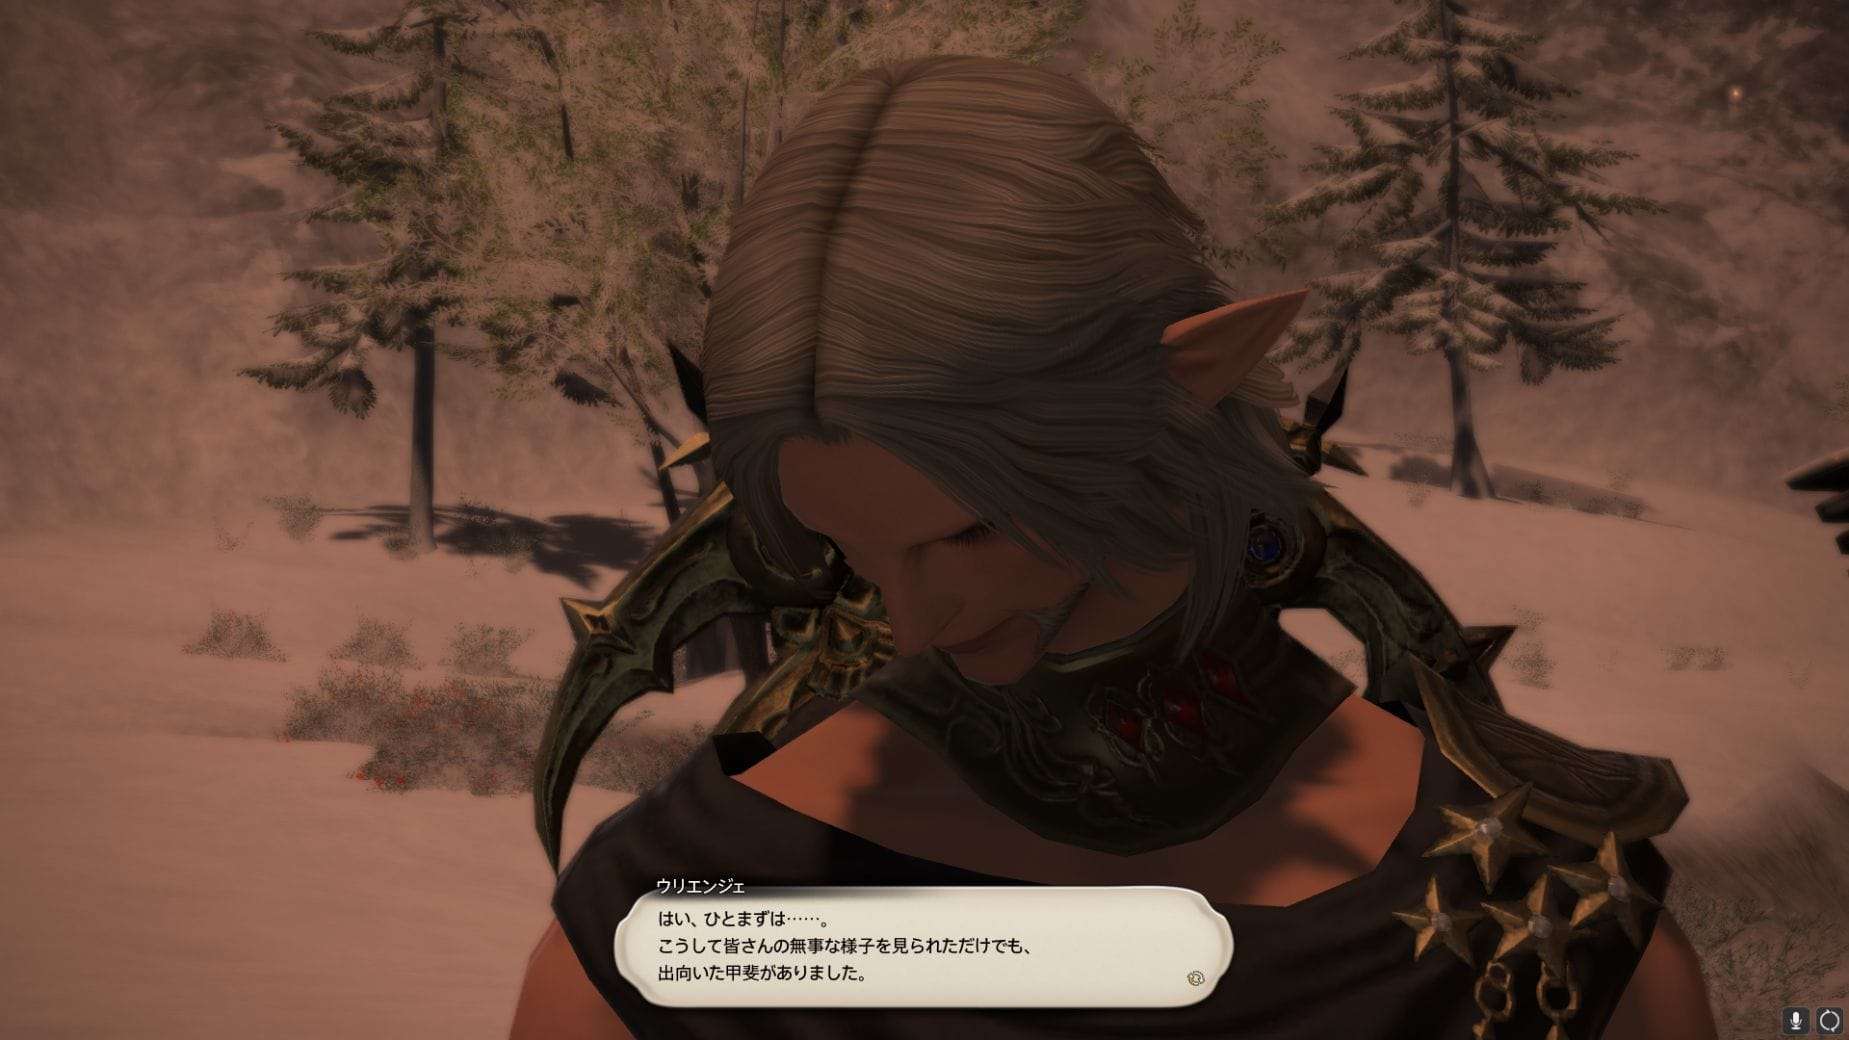 ウリエンジェ
はい、ひとまずは……。
こうして皆さんの無事な様子を見られただけでも、
出向いた甲斐がありました。